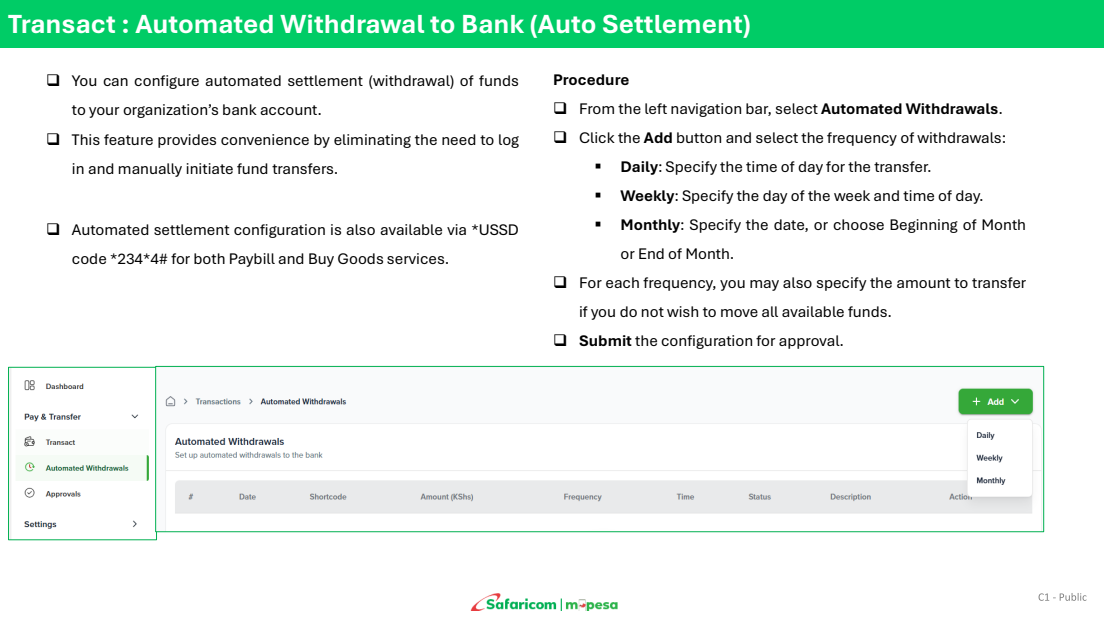 Transact : Automated Withdrawal to Bank (Auto Settlement)
❑ You can configure automated settlement (withdrawal) of funds
to your organization’s bank account.
❑ This feature provides convenience by eliminating the need to log
in and manually initiate fund transfers.
❑ Automated settlement configuration is also available via *USSD
code *234*4# for both Paybill and Buy Goods services.
Procedure
❑ From the left navigation bar, select Automated Withdrawals.
❑ Click the Add button and select the frequency of withdrawals:
▪ Daily: Specify the time of day for the transfer.
▪ Weekly: Specify the day of the week and time of day.
▪ Monthly: Specify the date, or choose Beginning of Month
or End of Month.
❑ For each frequency, you may also specify the amount to transfer
if you do not wish to move all available funds.
❑ Submit the configuration for approval.
Dashboard
Pay & Transfer
Transact
Automated Withdrawals
Approvals
Settings
Transactions > Automated Withdrawals
+ Add
Daily
Weekly
Monthly
Automated Withdrawals
Set up automated withdrawals to the bank
# Date Shortcode Amount (KShs) Frequency Time Status Description Action
Safaricom | m-pesa
C1 - Public